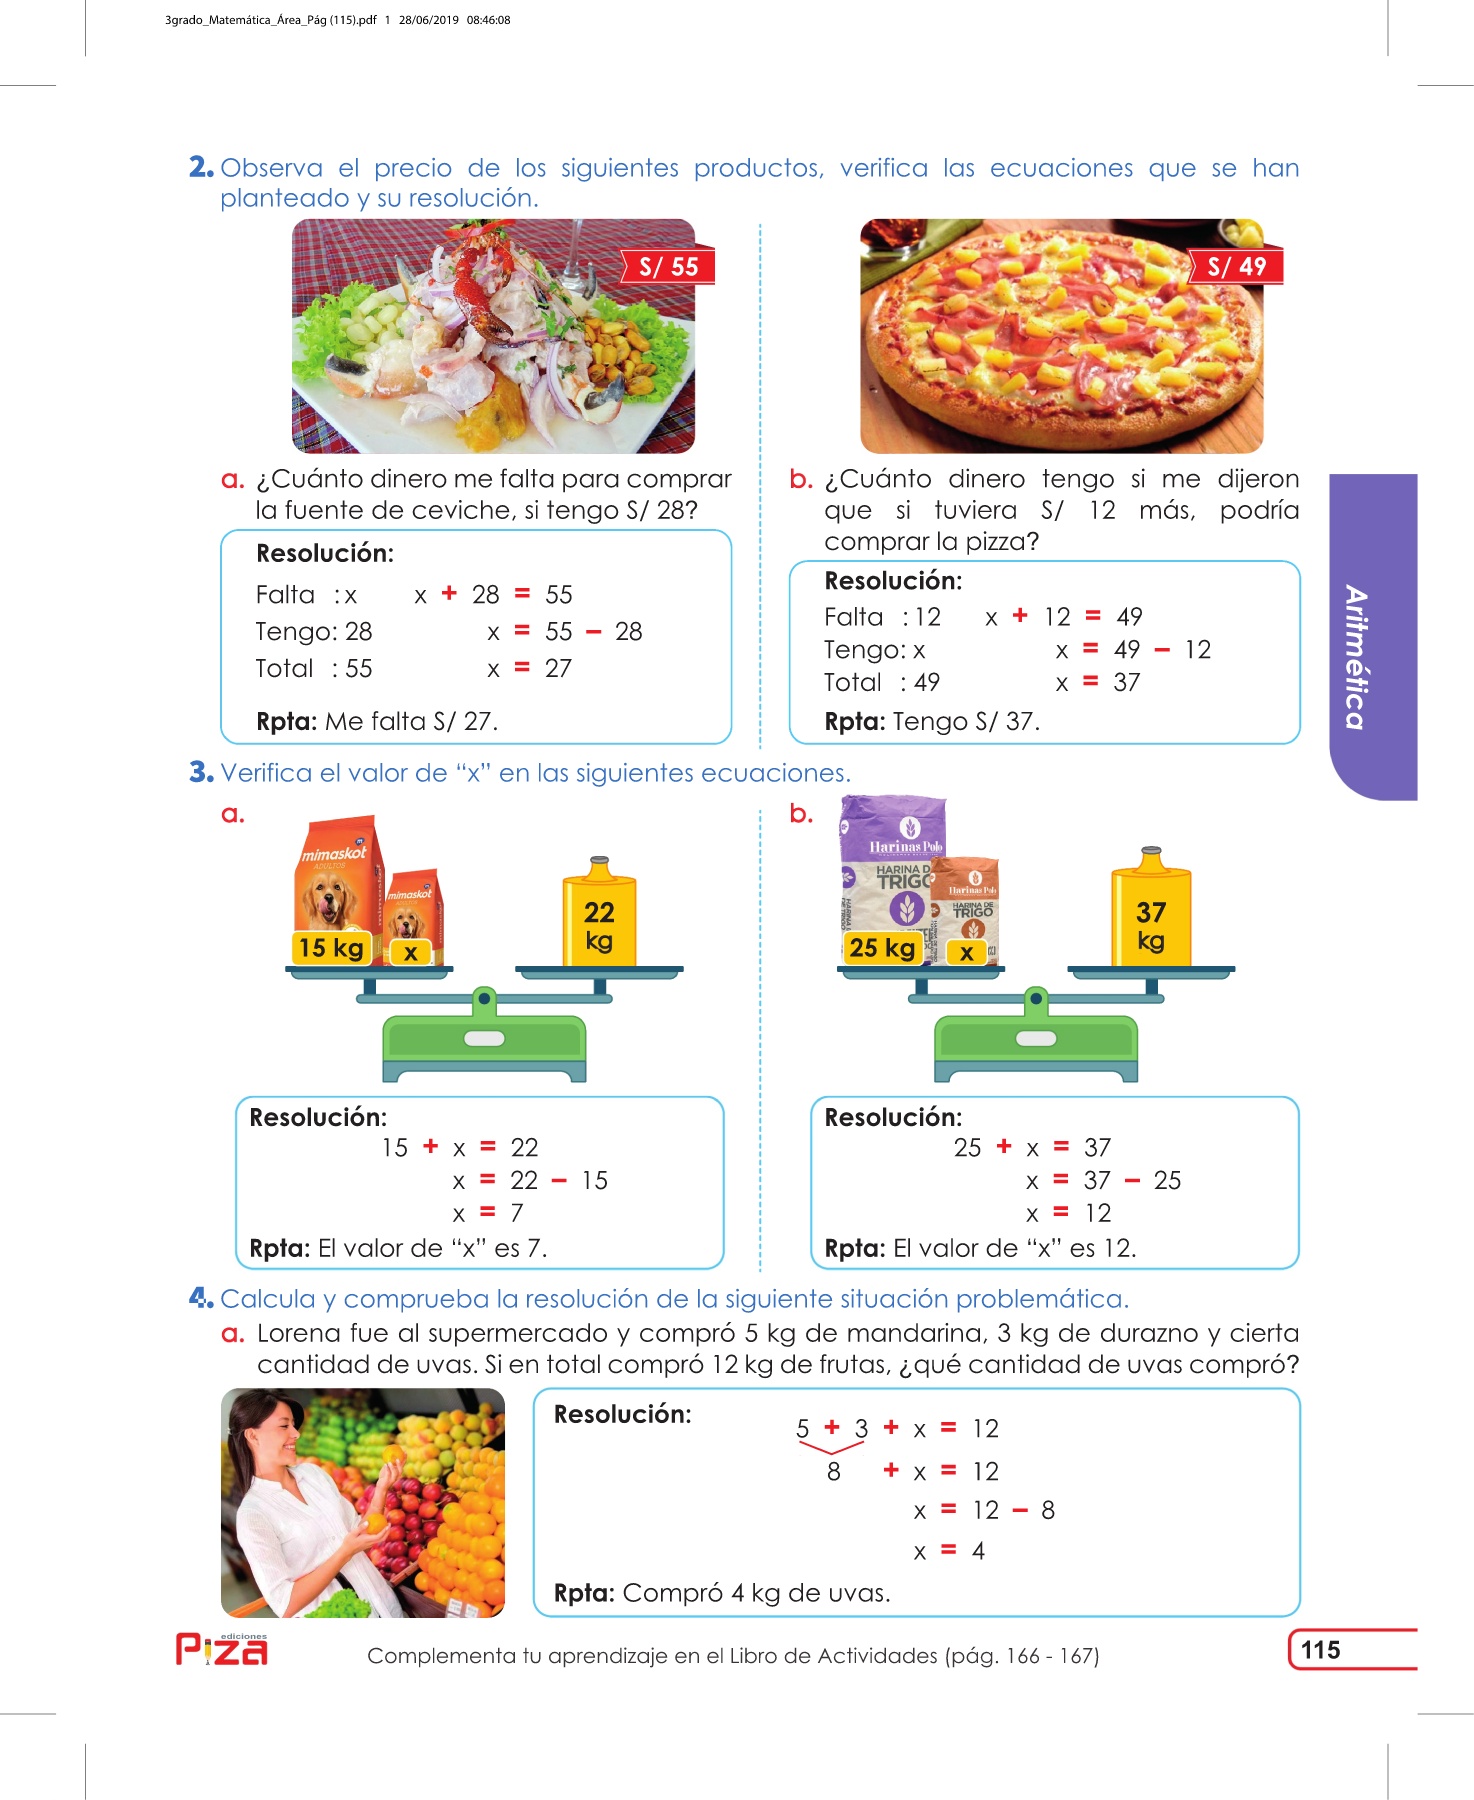 3grado_Matemática_Área_Pág (115).pdf 1 28/06/2019 08:46:08
2. Observa el precio de los siguientes productos, verifica las ecuaciones que se han
planteado y su resolución.
S/ 55
a. ¿Cuánto dinero me falta para comprar
la fuente de ceviche, si tengo S/ 28?
Resolución:
Falta : x x + 28 = 55
Tengo: 28 x = 55 – 28
Total : 55 x = 27
Rpta: Me falta S/ 27.
S/ 49
b. ¿Cuánto dinero tengo si me dijeron
que si tuviera S/ 12 más, podría
comprar la pizza?
Resolución:
Falta : 12 x + 12 = 49
Tengo: x x = 49 – 12
Total : 49 x = 37
Rpta: Tengo S/ 37.
Aritmética
3. Verifica el valor de “x” en las siguientes ecuaciones.
a.
mimaskot
ADULTOS
mimaskot
15 kg
x
22
kg
Resolución:
15 + x = 22
x = 22 – 15
x = 7
Rpta: El valor de “x” es 7.
b.
Harinas Polo
HARINA D
TRIGO
Harinas Polo
HARINA DE
TRIGO
25 kg
x
37
kg
Resolución:
25 + x = 37
x = 37 – 25
x = 12
Rpta: El valor de “x” es 12.
4. Calcula y comprueba la resolución de la siguiente situación problemática.
a. Lorena fue al supermercado y compró 5 kg de mandarina, 3 kg de durazno y cierta
cantidad de uvas. Si en total compró 12 kg de frutas, ¿qué cantidad de uvas compró?
Resolución:
5 + 3 + x = 12
8 + x = 12
x = 12 – 8
x = 4
Rpta: Compró 4 kg de uvas.
ediciones
Piza
Complementa tu aprendizaje en el Libro de Actividades (pág. 166 - 167)
115